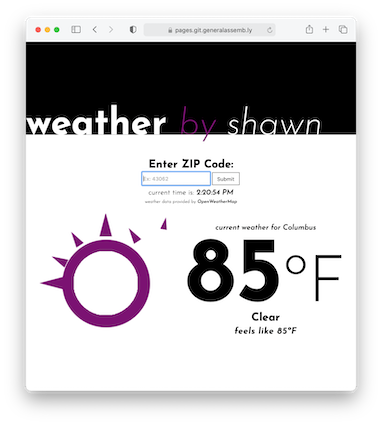 pages.git.generalassemb.ly
weather by shawn
Enter ZIP Code:
Ex: 43062
Submit
current time is: 2:20:54 PM
weather data provided by OpenWeatherMap
current weather for Columbus
85°F
Clear
feels like 85°F